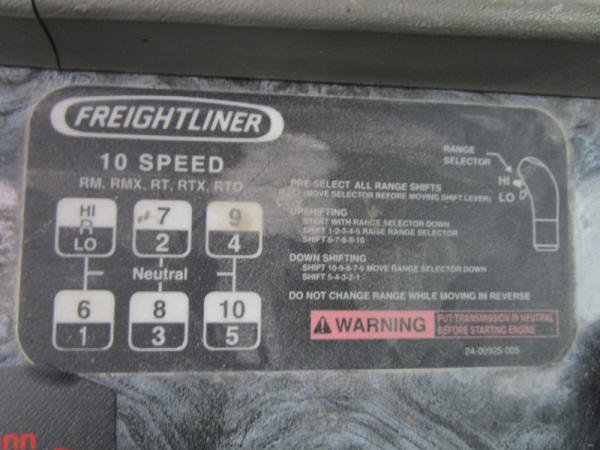 FREIGHTLINER
10 SPEED
RM, RMX, RT, RTX, RTO
HI
R
LO
7
2
9
4
Neutral
6
1
8
3
10
5
RANGE
SELECTOR
HI
LO
PRE-SELECT ALL RANGE SHIFTS
(MOVE SELECTOR BEFORE MOVING SHIFT LEVER)
UPSHIFTING
START WITH RANGE SELECTOR DOWN
SHIFT 1-2-3-4-5 RAISE RANGE SELECTOR
SHIFT 6-7-8-9-10
DOWN SHIFTING
SHIFT 10-9-8-7-6 MOVE RANGE SELECTOR DOWN
SHIFT 5-4-3-2-1
DO NOT CHANGE RANGE WHILE MOVING IN REVERSE
WARNING
PUT TRANSMISSION IN NEUTRAL
BEFORE STARTING ENGINE
24-00925-005